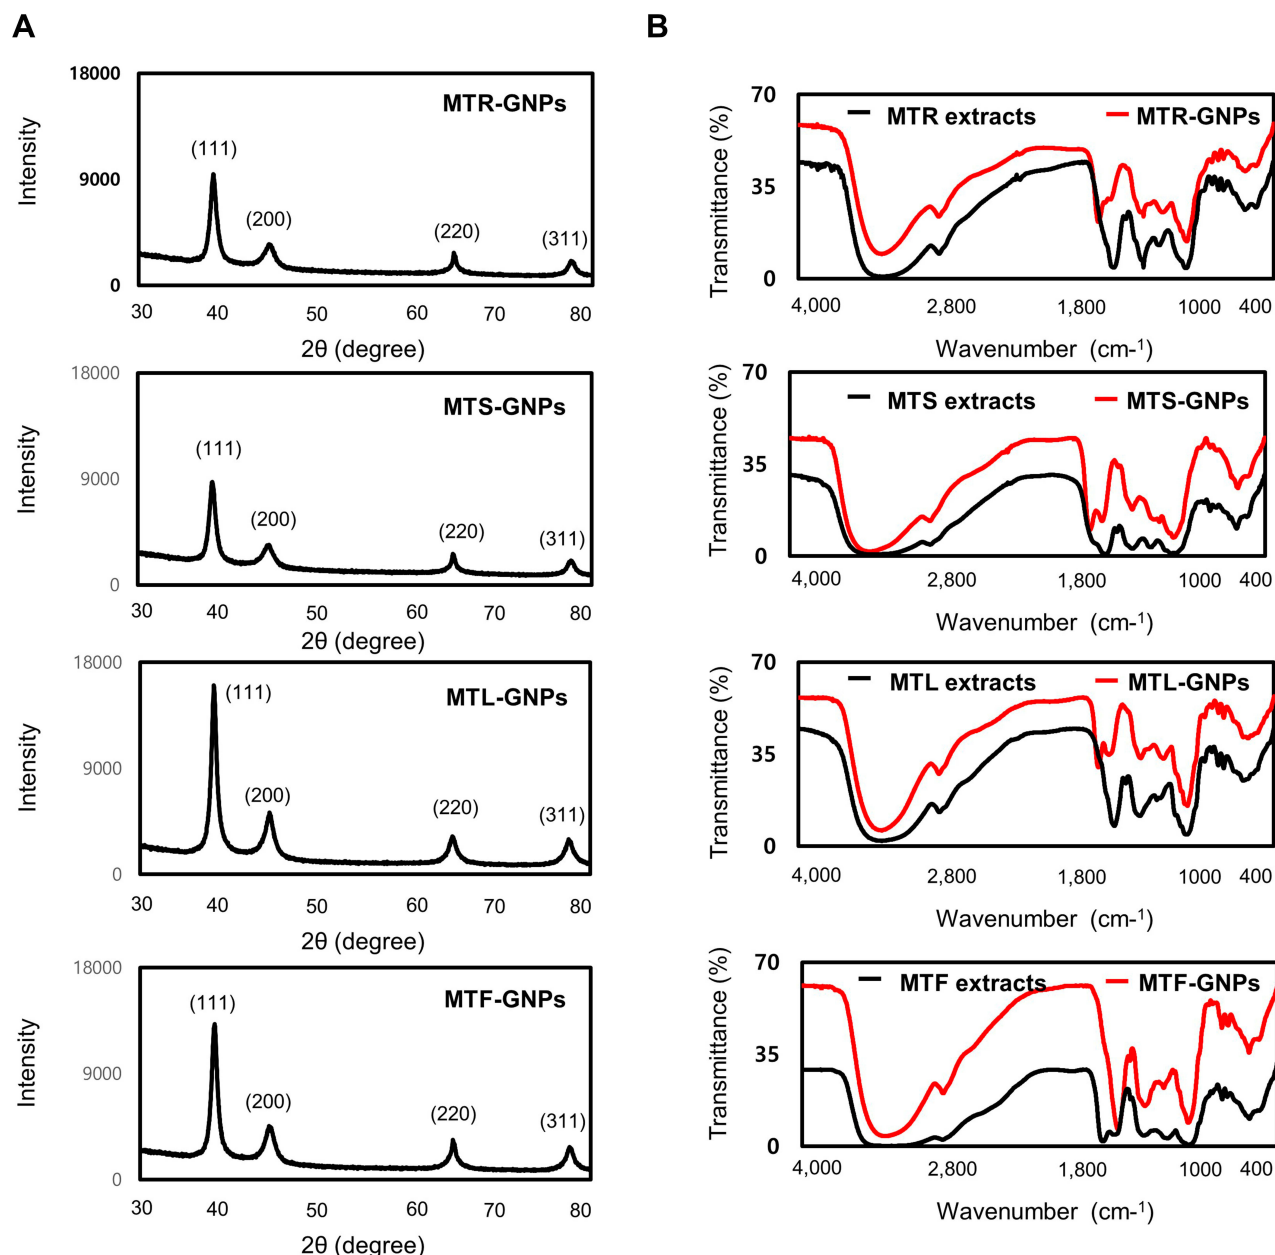 A
18000
MTR-GNPs
(111)
Intensity
9000
(200)
(220)
(311)
0
30 40 50 60 70 80
2θ (degree)
18000
MTS-GNPs
(111)
Intensity
9000
(200)
(220)
(311)
0
30 40 50 60 70 80
2θ (degree)
18000
MTL-GNPs
(111)
Intensity
9000
(200)
(220)
(311)
0
30 40 50 60 70 80
2θ (degree)
18000
MTF-GNPs
(111)
Intensity
9000
(200)
(220)
(311)
0
30 40 50 60 70 80
2θ (degree)
B
70
MTR extracts MTR-GNPs
Transmittance (%)
35
0
4,000 2,800 1,800 1000 400
Wavenumber (cm-¹)
70
MTS extracts MTS-GNPs
Transmittance (%)
35
0
4,000 2,800 1,800 1000 400
Wavenumber (cm-¹)
70
MTL extracts MTL-GNPs
Transmittance (%)
35
0
4,000 2,800 1,800 1000 400
Wavenumber (cm-¹)
70
MTF extracts MTF-GNPs
Transmittance (%)
35
0
4,000 2,800 1,800 1000 400
Wavenumber (cm-¹)